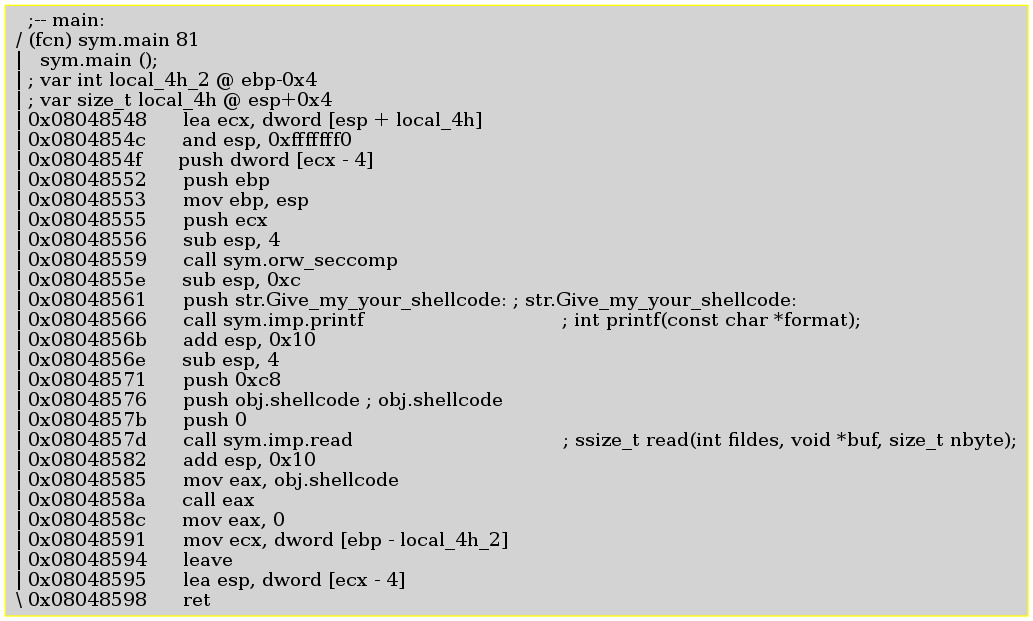 ;-- main:
/ (fcn) sym.main 81
| sym.main ();
| ; var int local_4h_2 @ ebp-0x4
| ; var size_t local_4h @ esp+0x4
| 0x08048548 lea ecx, dword [esp + local_4h]
| 0x0804854c and esp, 0xfffffff0
| 0x0804854f push dword [ecx - 4]
| 0x08048552 push ebp
| 0x08048553 mov ebp, esp
| 0x08048555 push ecx
| 0x08048556 sub esp, 4
| 0x08048559 call sym.orw_seccomp
| 0x0804855e sub esp, 0xc
| 0x08048561 push str.Give_my_your_shellcode: ; str.Give_my_your_shellcode:
| 0x08048566 call sym.imp.printf ; int printf(const char *format);
| 0x0804856b add esp, 0x10
| 0x0804856e sub esp, 4
| 0x08048571 push 0xc8
| 0x08048576 push obj.shellcode ; obj.shellcode
| 0x0804857b push 0
| 0x0804857d call sym.imp.read ; ssize_t read(int fildes, void *buf, size_t nbyte);
| 0x08048582 add esp, 0x10
| 0x08048585 mov eax, obj.shellcode
| 0x0804858a call eax
| 0x0804858c mov eax, 0
| 0x08048591 mov ecx, dword [ebp - local_4h_2]
| 0x08048594 leave
| 0x08048595 lea esp, dword [ecx - 4]
\ 0x08048598 ret